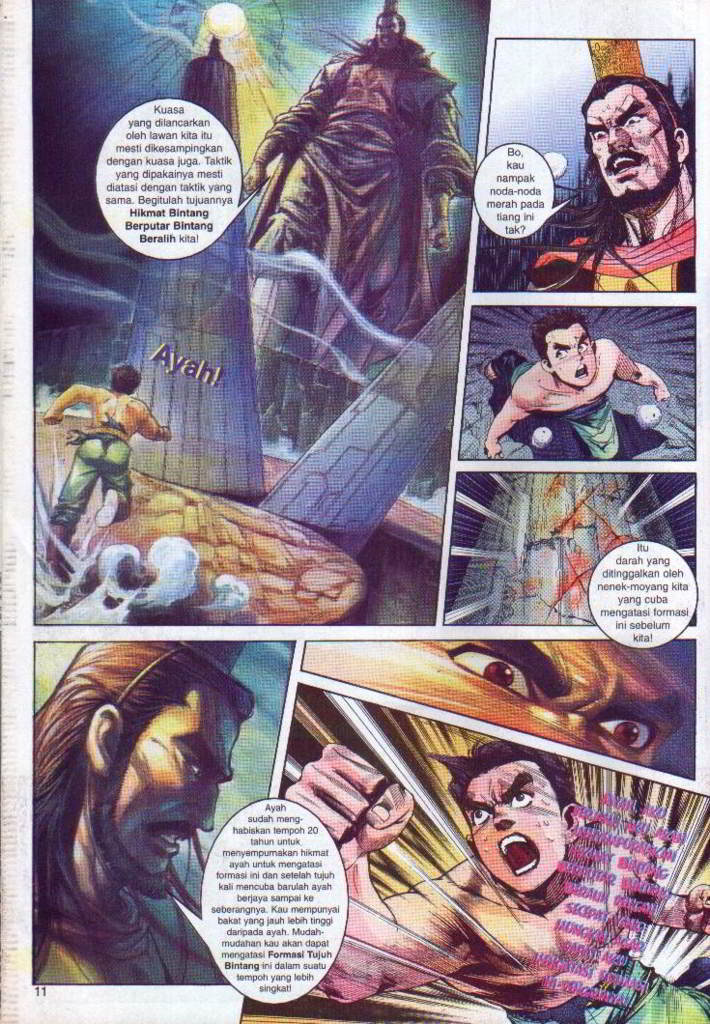 Kuasa
yang dilancarkan
oleh lawan kita itu
mesti dikesampingkan
dengan kuasa juga. Taktik
yang dipakainya mesti
diatasi dengan taktik yang
sama. Begitulah tujuannya
Hikmat Bintang
Berputar Bintang
Beralih kita!
Ayah!
Bo,
kau
nampak
noda-noda
merah pada
tiang ini
tak?
Itu
darah yang
ditinggalkan oleh
nenek-moyang kita
yang cuba
mengatasi formasi
ini sebelum
kita!
Ayah
sudah meng-
habiskan tempoh 20
tahun untuk
menyempurnakan hikmat
ayah untuk mengatasi
formasi ini dan setelah tujuh
kali mencuba barulah ayah
berjaya sampai ke
seberangnya. Kau mempunyai
bakat yang jauh lebih tinggi
daripada ayah. Mudah-
mudahan kau akan dapat
mengatasi Formasi Tujuh
Bintang ini dalam suatu
tempoh yang lebih
singkat!
11